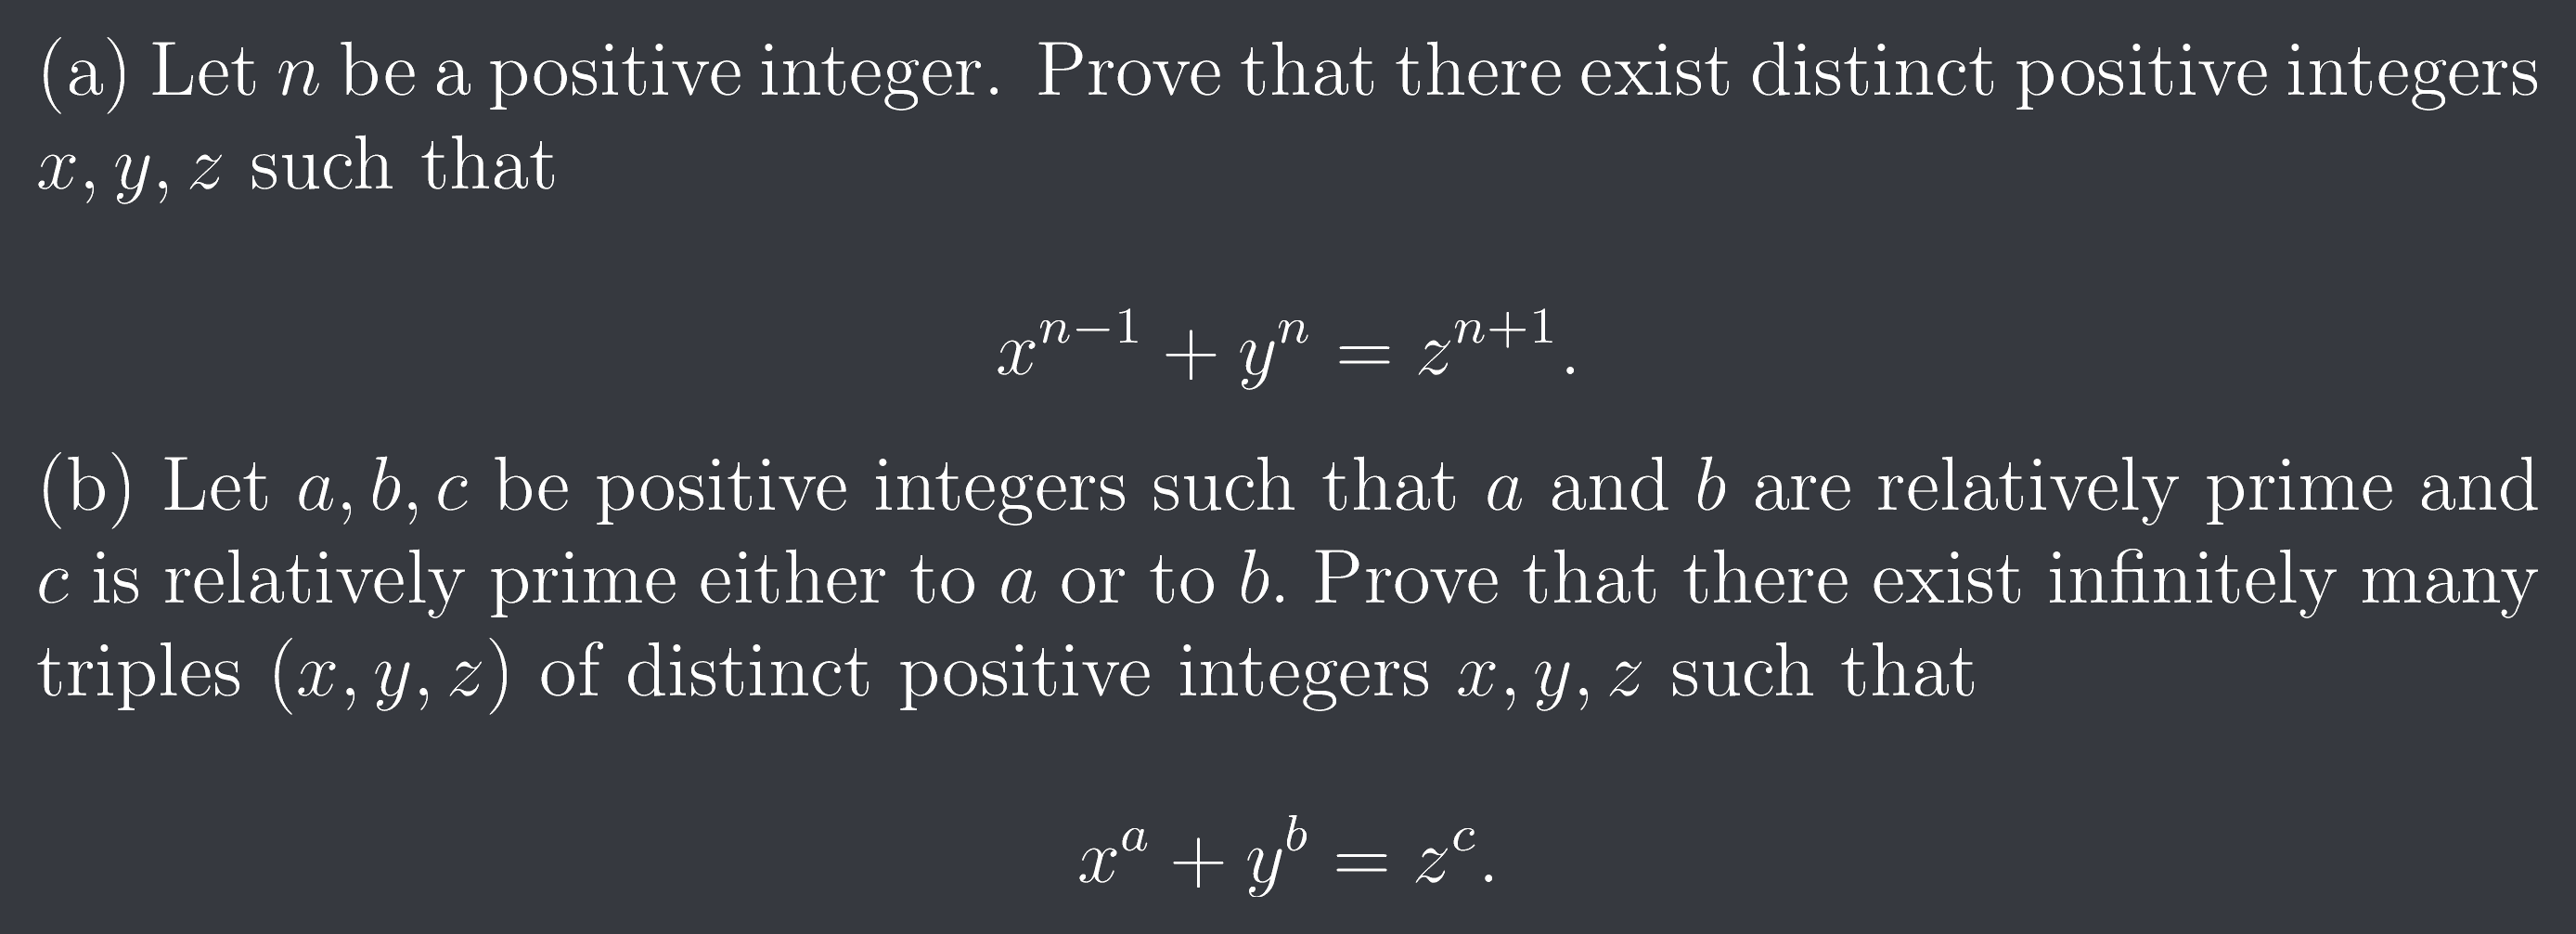 (a) Let n be a positive integer. Prove that there exist distinct positive integers
x, y, z such that
x^{n−1} + y^n = z^{n+1}.
(b) Let a, b, c be positive integers such that a and b are relatively prime and
c is relatively prime either to a or to b. Prove that there exist infinitely many
triples (x, y, z) of distinct positive integers x, y, z such that
x^a + y^b = z^c.